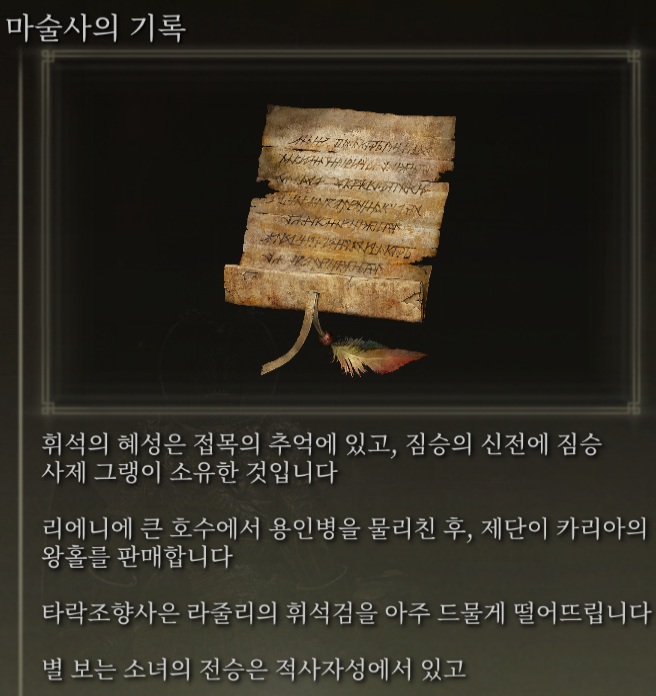 마술사의 기록
휘석의 혜성은 접목의 추억에 있고, 짐승의 신전에 짐승
사제 그랭이 소유한 것입니다
리에니에 큰 호수에서 용인병을 물리친 후, 제단이 카리아의
왕홀를 판매합니다
타락조향사은 라줄리의 휘석검을 아주 드물게 떨어뜨립니다
별 보는 소녀의 전승은 적사자성에서 있고